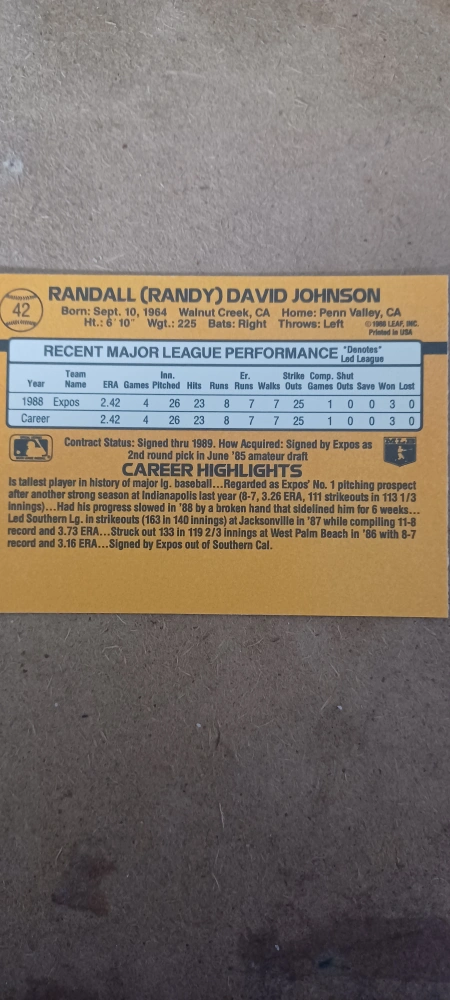 42
RANDALL (RANDY) DAVID JOHNSON
Born: Sept. 10, 1964 Walnut Creek, CA Home: Penn Valley, CA
Ht.: 6' 10" Wgt.: 225 Bats: Right Throws: Left
© 1988 LEAF, INC.
Printed in USA
RECENT MAJOR LEAGUE PERFORMANCE *Denotes* Led League
Year Team Name ERA Games Inn. Pitched Hits Runs Er. Runs Walks Strike Outs Comp. Games Shut Outs Save Won Lost
1988 Expos 2.42 4 26 23 8 7 7 25 1 0 0 3 0
Career 2.42 4 26 23 8 7 7 25 1 0 0 3 0
Contract Status: Signed thru 1989. How Acquired: Signed by Expos as
2nd round pick in June '85 amateur draft
MLB
CAREER HIGHLIGHTS
Is tallest player in history of major lg. baseball...Regarded as Expos' No. 1 pitching prospect
after another strong season at Indianapolis last year (8-7, 3.26 ERA, 111 strikeouts in 113 1/3
innings)...Had his progress slowed in '88 by a broken hand that sidelined him for 6 weeks...
Led Southern Lg. in strikeouts (163 in 140 innings) at Jacksonville in '87 while compiling 11-8
record and 3.73 ERA...Struck out 133 in 119 2/3 innings at West Palm Beach in '86 with 8-7
record and 3.16 ERA...Signed by Expos out of Southern Cal.